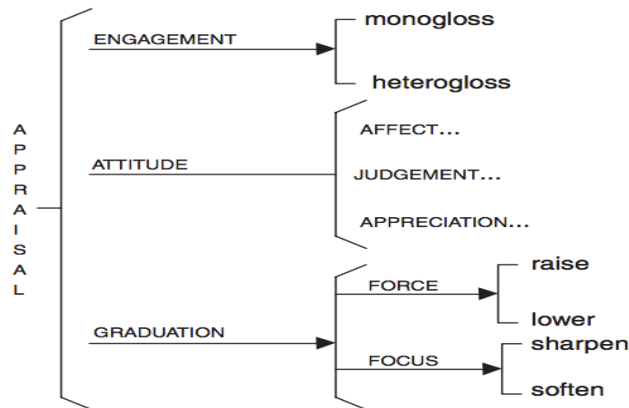 APPRAISAL
ENGAGEMENT
monogloss
heterogloss
ATTITUDE
AFFECT...
JUDGEMENT...
APPRECIATION...
GRADUATION
FORCE
raise
lower
FOCUS
sharpen
soften